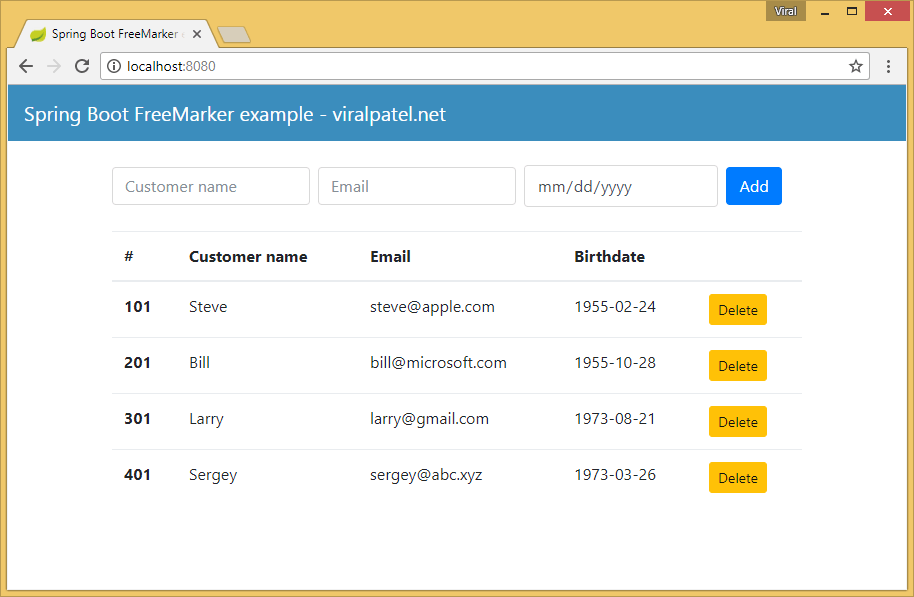 Viral
Spring Boot FreeMarker
localhost:8080
Spring Boot FreeMarker example - viralpatel.net
Customer name Email mm/dd/yyyy Add
# Customer name Email Birthdate
101 Steve steve@apple.com 1955-02-24 Delete
201 Bill bill@microsoft.com 1955-10-28 Delete
301 Larry larry@gmail.com 1973-08-21 Delete
401 Sergey sergey@abc.xyz 1973-03-26 Delete